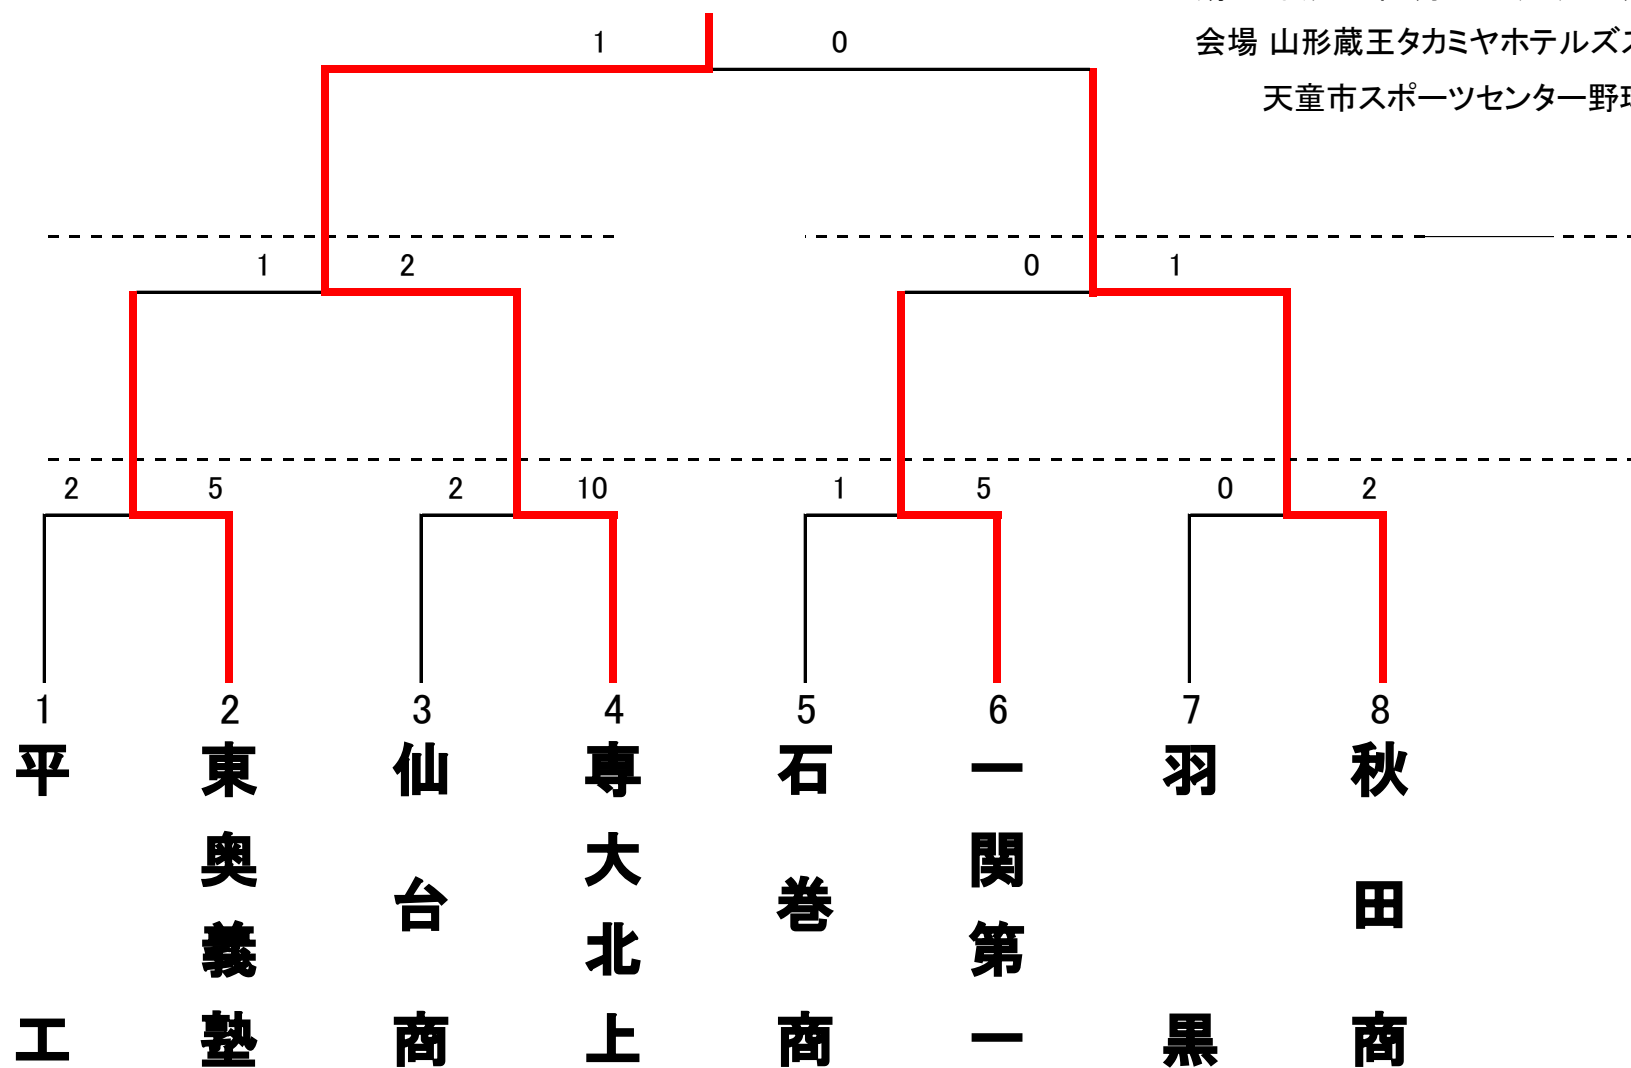 1 0
会場 山形蔵王タカミヤホテルズ
天童市スポーツセンター野球
1 2 0 1
2 5 2 10 1 5 0 2
1 2 3 4 5 6 7 8
平工
東奥義塾
仙台商
専大北上
石巻商
一関第一
羽黒
秋田商